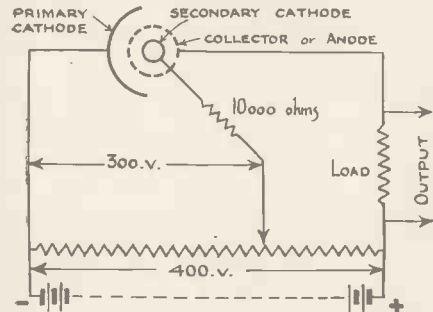 PRIMARY
CATHODE
SECONDARY CATHODE
COLLECTOR OR ANODE
10000 ohms
300.V.
LOAD
OUTPUT
400.V.
- +